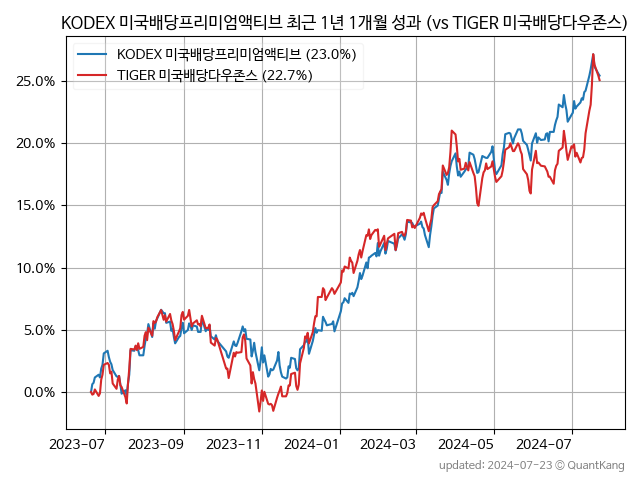 KODEX 미국배당프리미엄액티브 최근 1년 1개월 성과 (vs TIGER 미국배당다우존스)
KODEX 미국배당프리미엄액티브 (23.0%)
TIGER 미국배당다우존스 (22.7%)
25.0%
20.0%
15.0%
10.0%
5.0%
0.0%
2023-07 2023-09 2023-11 2024-01 2024-03 2024-05 2024-07
updated: 2024-07-23 © QuantKang